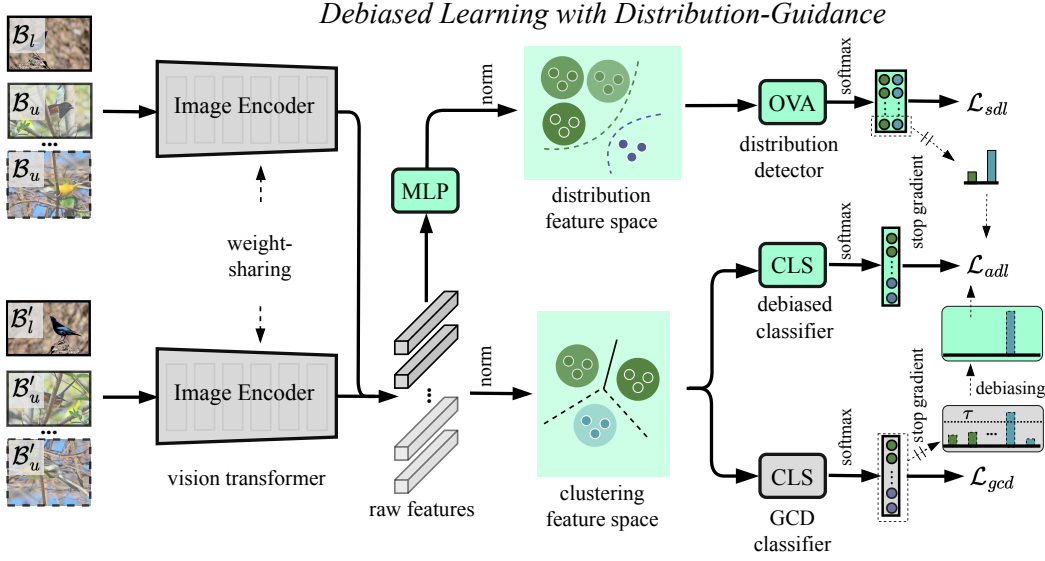 Debiased Learning with Distribution-Guidance
B_l
B_u
...
B_u
Image Encoder
weight-
sharing
B'_l
B'_u
...
B'_u
Image Encoder
vision transformer
MLP
norm
...
raw features
norm
distribution
feature space
clustering
feature space
OVA
distribution
detector
softmax
L_sdl
CLS
debiased
classifier
softmax
stop gradient
L_adl
debiasing
CLS
GCD
classifier
softmax
stop gradient
τ
...
L_gcd